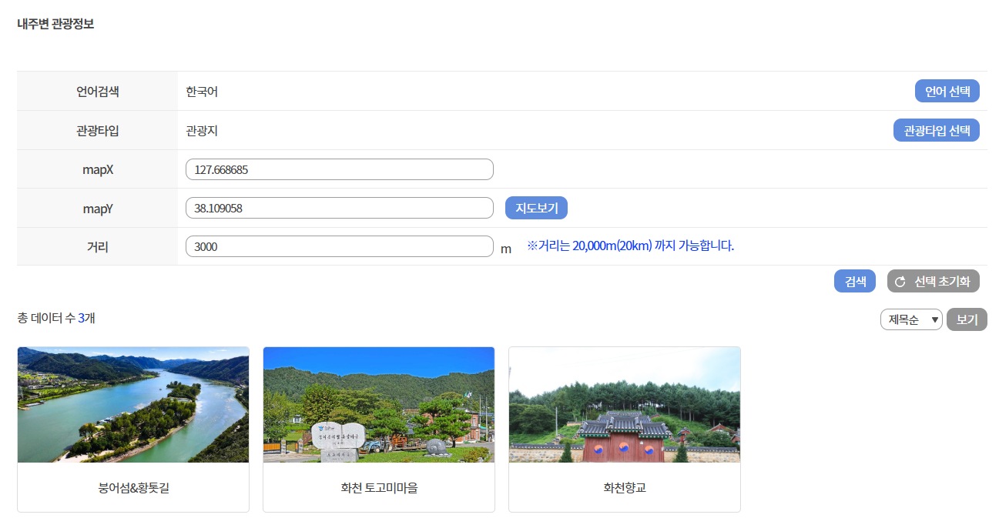 내주변 관광정보
언어검색 한국어 언어 선택
관광타입 관광지 관광타입 선택
mapX 127.668685
mapY 38.109058 지도보기
거리 3000 m ※거리는 20,000m(20km) 까지 가능합니다.
검색 선택 초기화
총 데이터 수 3개 제목순 보기
붕어섬&황톳길 화천 토고미마을 화천향교